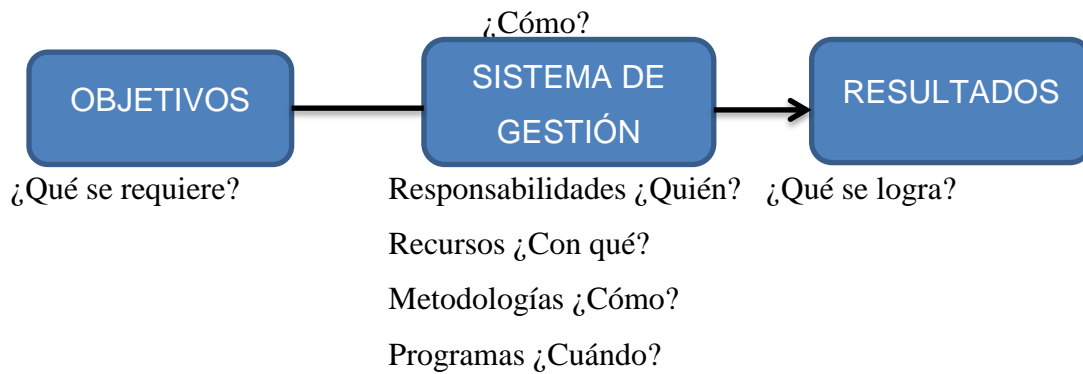 ¿Cómo?
OBJETIVOS
SISTEMA DE
GESTIÓN
RESULTADOS
¿Qué se requiere?
Responsabilidades ¿Quién?
¿Qué se logra?
Recursos ¿Con qué?
Metodologías ¿Cómo?
Programas ¿Cuándo?